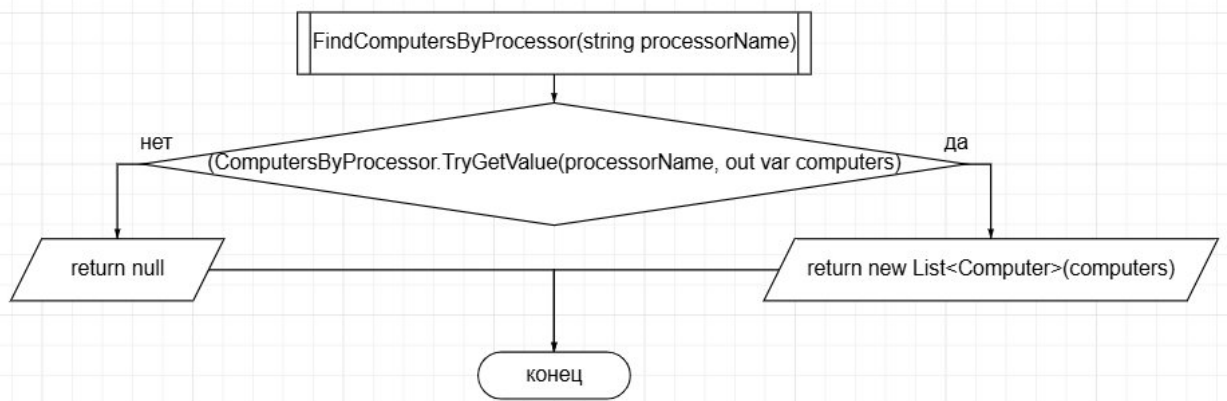 FindComputersByProcessor(string processorName)
нет
да
(ComputersByProcessor.TryGetValue(processorName, out var computers)
return null
return new List<Computer>(computers)
конец